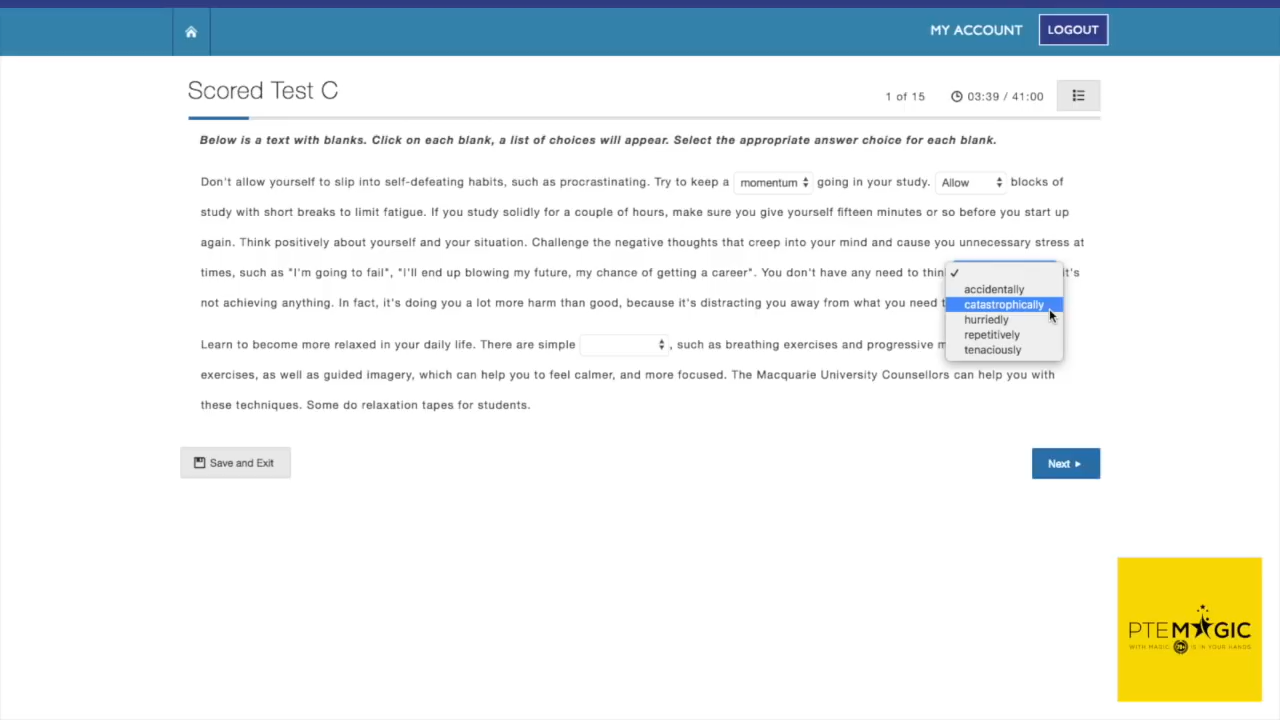 MY ACCOUNT LOGOUT
Scored Test C
1 of 15 03:39 / 41:00
Below is a text with blanks. Click on each blank, a list of choices will appear. Select the appropriate answer choice for each blank.
Don't allow yourself to slip into self-defeating habits, such as procrastinating. Try to keep a momentum going in your study. Allow blocks of
study with short breaks to limit fatigue. If you study solidly for a couple of hours, make sure you give yourself fifteen minutes or so before you start up
again. Think positively about yourself and your situation. Challenge the negative thoughts that creep into your mind and cause you unnecessary stress at
times, such as "I'm going to fail", "I'll end up blowing my future, my chance of getting a career". You don't have any need to thin ✓ it's
accidentally
not achieving anything. In fact, it's doing you a lot more harm than good, because it's distracting you away from what you need t catastrophically
hurriedly
repetitively
Learn to become more relaxed in your daily life. There are simple , such as breathing exercises and progressive m tenaciously
exercises, as well as guided imagery, which can help you to feel calmer, and more focused. The Macquarie University Counsellors can help you with
these techniques. Some do relaxation tapes for students.
Save and Exit Next
PTEMAGIC
WITH MAGIC, 79+ IS IN YOUR HANDS